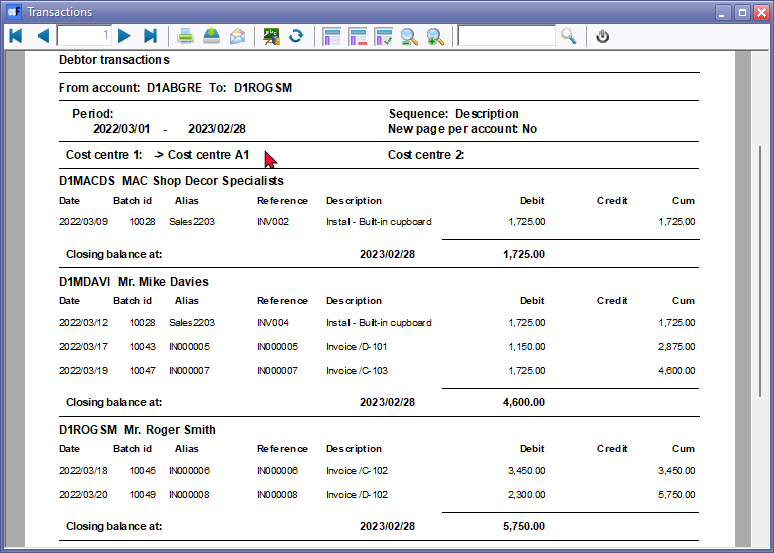 Transactions
1
Debtor transactions
From account: D1ABGRE To: D1ROGSM
Period: Sequence: Description
2022/03/01 - 2023/02/28 New page per account: No
Cost centre 1: -> Cost centre A1 Cost centre 2:
D1MACDS MAC Shop Decor Specialists
Date Batch id Alias Reference Description Debit Credit Cum
2022/03/09 10028 Sales2203 INV002 Install - Built-in cupboard 1,725.00 1,725.00
Closing balance at: 2023/02/28 1,725.00
D1MDAVI Mr. Mike Davies
Date Batch id Alias Reference Description Debit Credit Cum
2022/03/12 10028 Sales2203 INV004 Install - Built-in cupboard 1,725.00 1,725.00
2022/03/17 10043 IN000005 IN000005 Invoice /D-101 1,150.00 2,875.00
2022/03/19 10047 IN000007 IN000007 Invoice /C-103 1,725.00 4,600.00
Closing balance at: 2023/02/28 4,600.00
D1ROGSM Mr. Roger Smith
Date Batch id Alias Reference Description Debit Credit Cum
2022/03/18 10045 IN000006 IN000006 Invoice /C-102 3,450.00 3,450.00
2022/03/20 10049 IN000008 IN000008 Invoice /D-102 2,300.00 5,750.00
Closing balance at: 2023/02/28 5,750.00